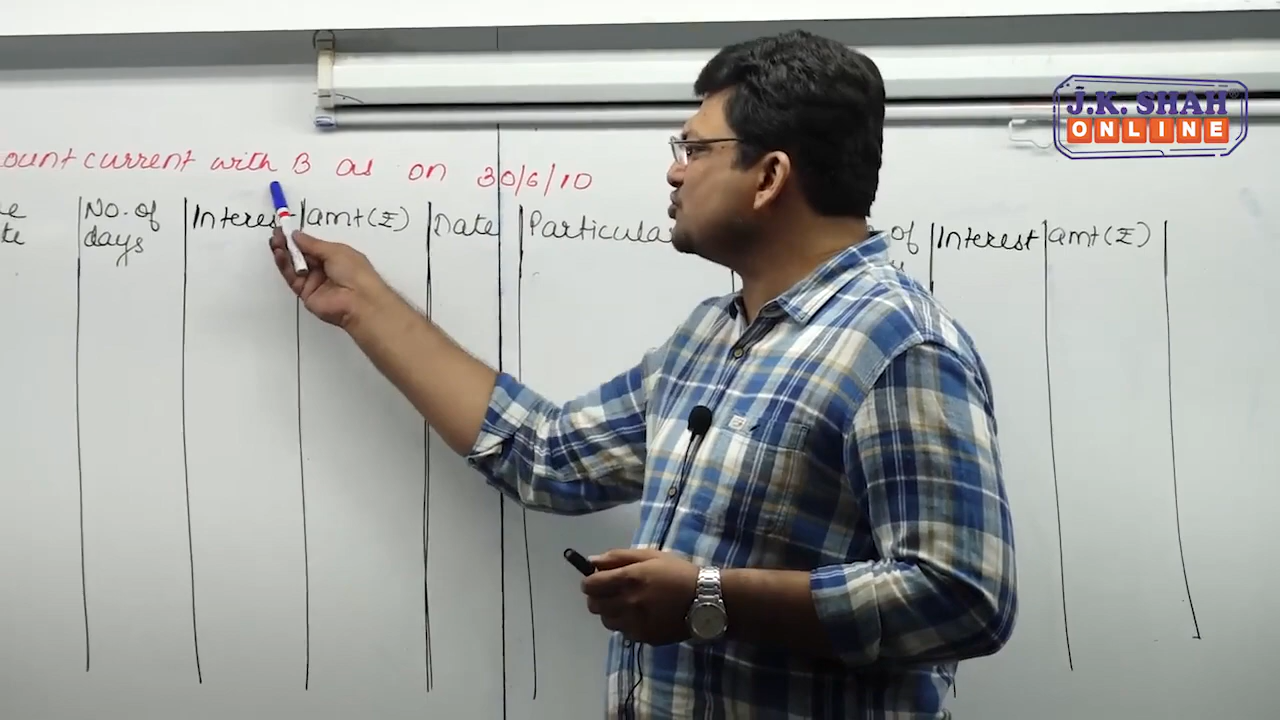 J.K. SHAH
ONLINE
ount current with B as on 30/6/10
No. of days Interest amt(₹) Date Particula of Interest amt(₹)